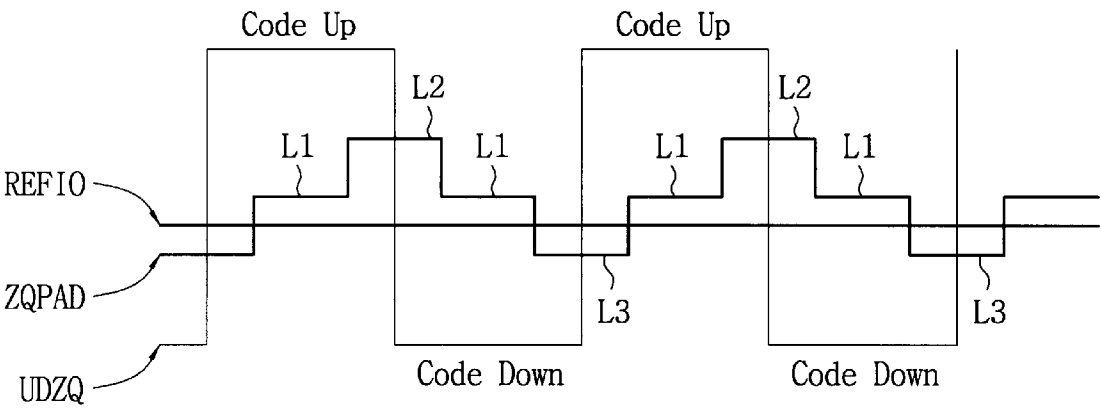 Code Up
Code Up
L2
L2
L1
L1
L1
L1
REFIO
ZQPAD
L3
L3
UDZQ
Code Down
Code Down